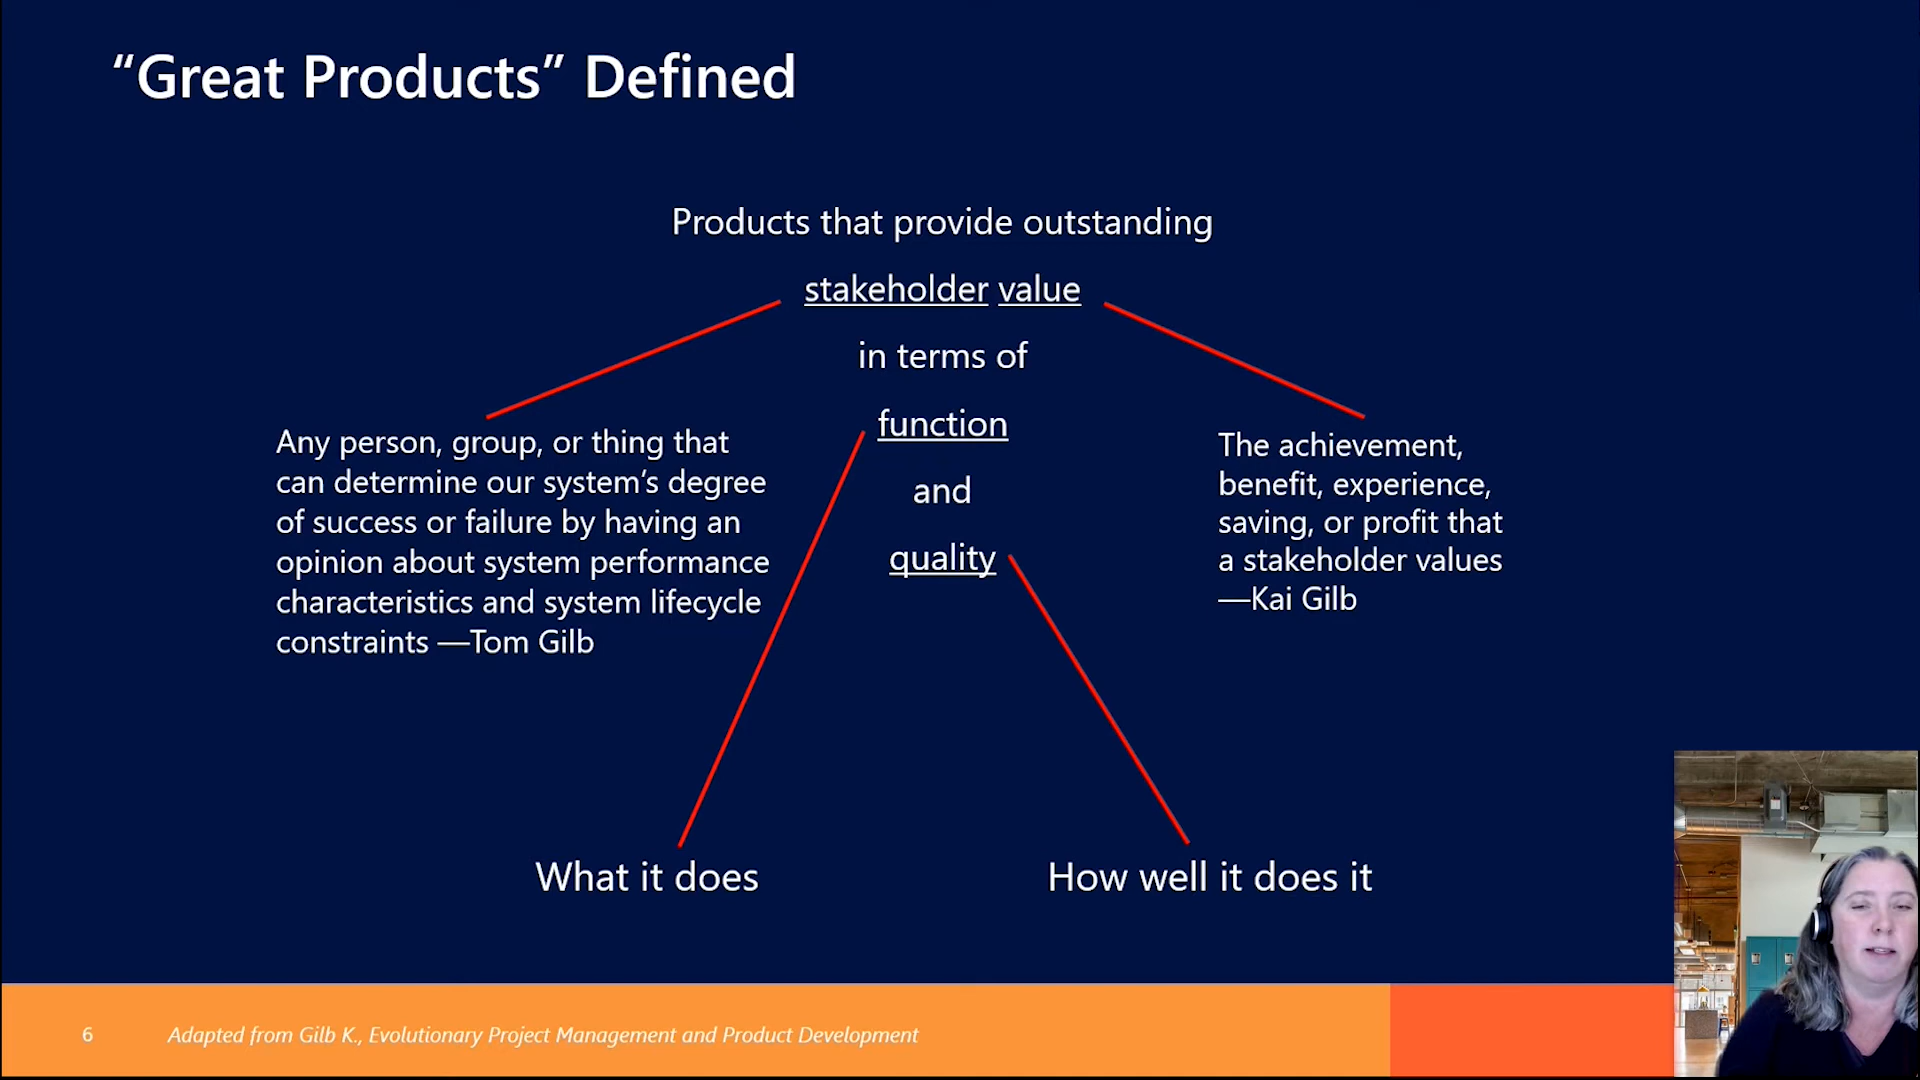 “Great Products” Defined
Products that provide outstanding
stakeholder value
in terms of
function
and
quality
Any person, group, or thing that
can determine our system’s degree
of success or failure by having an
opinion about system performance
characteristics and system lifecycle
constraints —Tom Gilb
The achievement,
benefit, experience,
saving, or profit that
a stakeholder values
—Kai Gilb
What it does
How well it does it
6
Adapted from Gilb K., Evolutionary Project Management and Product Development